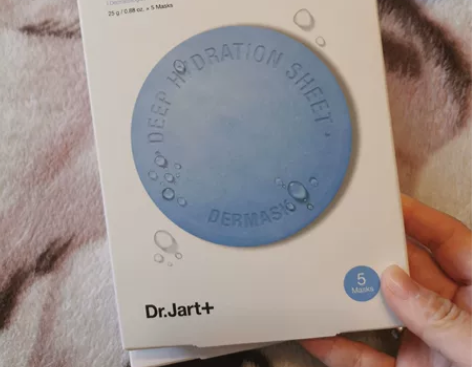 25 g / 0.88 oz. × 5 Masks
DEEP HYDRATION SHEET
DERMASK
5
Masks
Dr.Jart+